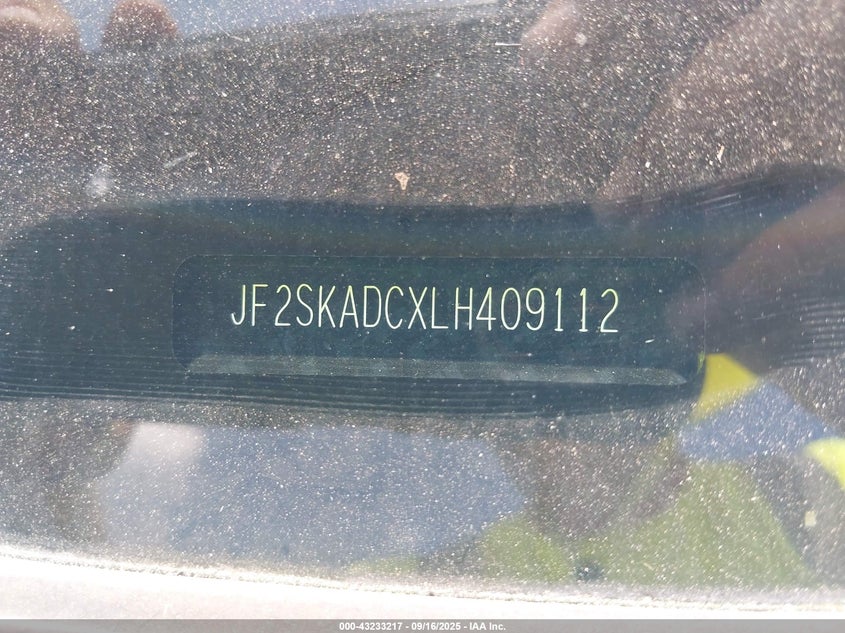 JF2SKADCXLH409112
000-43233217 - 09/16/2025 - IAA Inc.